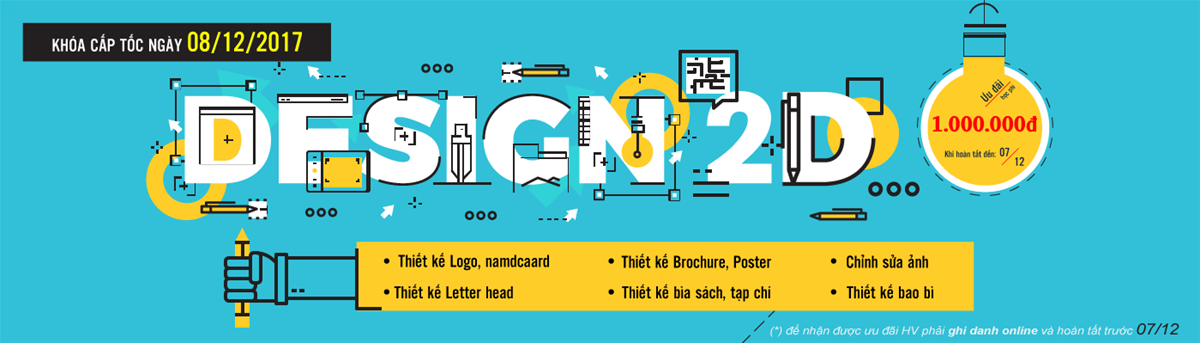 KHÓA CẤP TỐC NGÀY 08/12/2017
DESIGN 2D
Ưu đãi
học phí
1.000.000đ
Khi hoàn tất đến: 07/12
• Thiết kế Logo, namdcaard
• Thiết kế Brochure, Poster
• Chỉnh sửa ảnh
• Thiết kế Letter head
• Thiết kế bìa sách, tạp chí
• Thiết kế bao bì
(*) để nhận được ưu đãi HV phải ghi danh online và hoàn tất trước 07/12